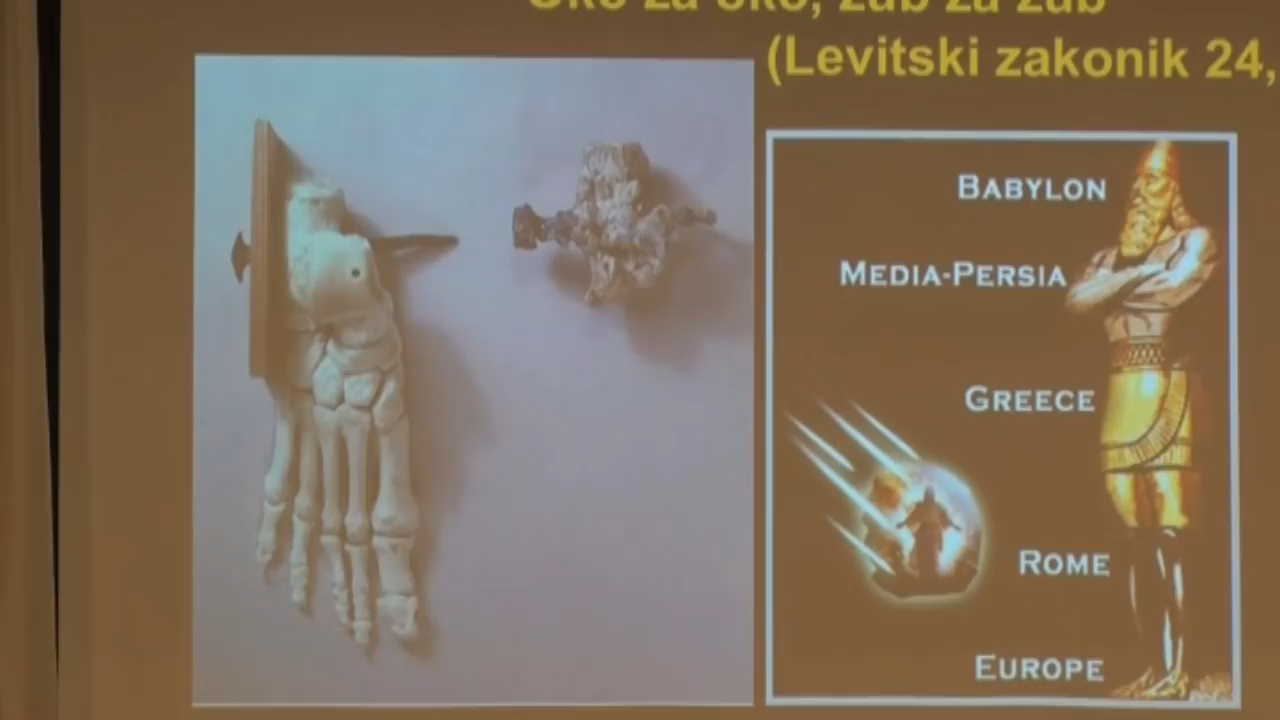 Oko za oko, zub za zub
(Levitski zakonik 24,
BABYLON
MEDIA-PERSIA
GREECE
ROME
EUROPE